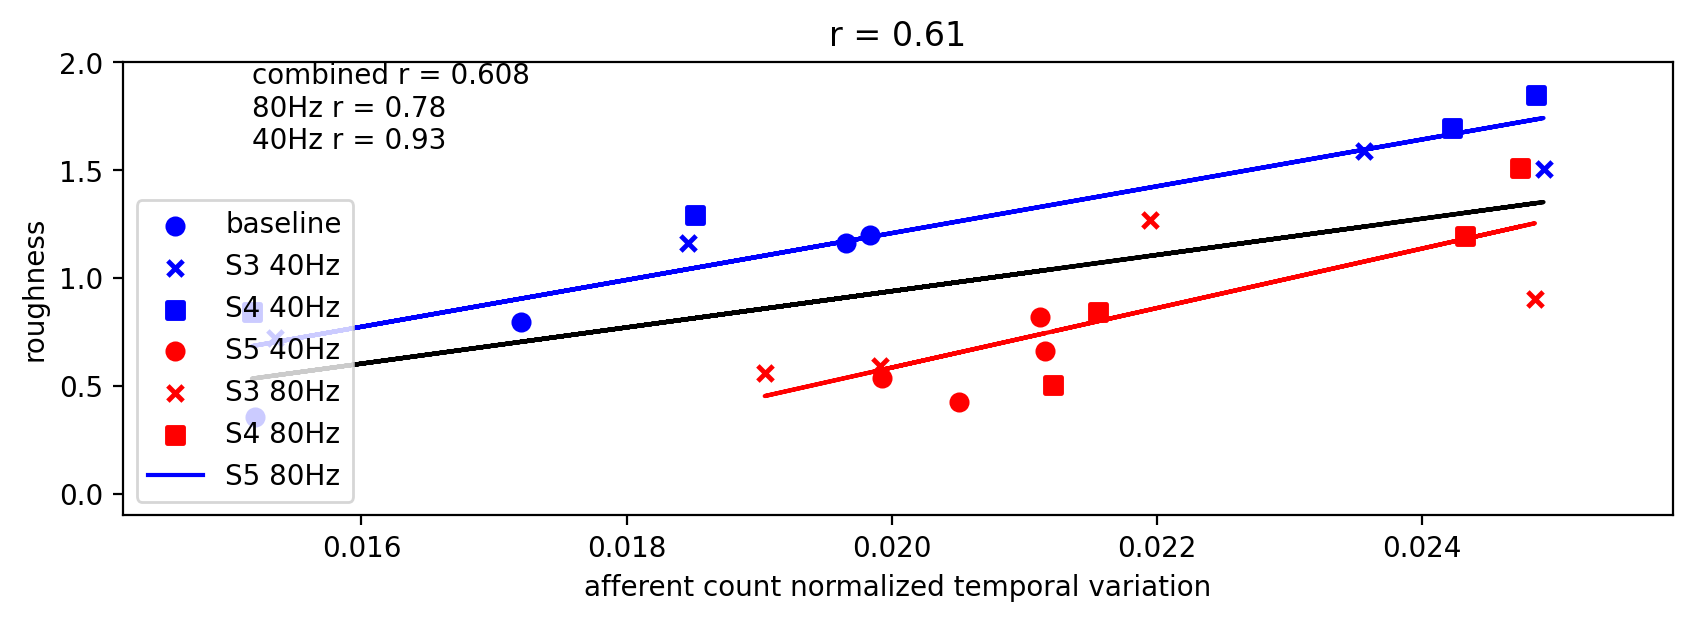 r = 0.61
combined r = 0.608
80Hz r = 0.78
40Hz r = 0.93
2.0
1.5
1.0
0.5
0.0
roughness
baseline
S3 40Hz
S4 40Hz
S5 40Hz
S3 80Hz
S4 80Hz
S5 80Hz
0.016 0.018 0.020 0.022 0.024
afferent count normalized temporal variation